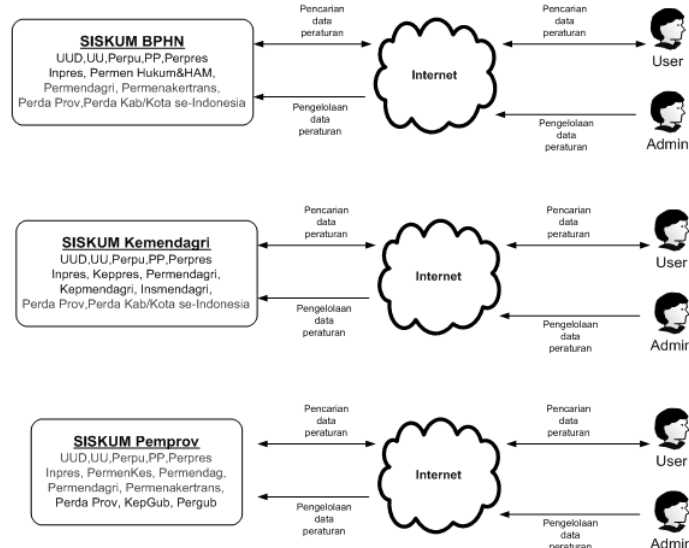 Pencarian
data
peraturan
Pencarian
data
peraturan
SISKUM BPHN
UUD,UU,Perpu,PP,Perpres
Inpres, Permen Hukum&HAM,
Permendagri, Permenakertrans,
Perda Prov,Perda Kab/Kota se-Indonesia
Internet
User
Pengelolaan
data
peraturan
Pengelolaan
data
peraturan
Admin
Pencarian
data
peraturan
Pencarian
data
peraturan
SISKUM Kemendagri
UUD,UU,Perpu,PP,Perpres
Inpres, Keppres, Permendagri,
Kepmendagri, Insmendagri,
Perda Prov,Perda Kab/Kota se-Indonesia
Internet
User
Pengelolaan
data
peraturan
Pengelolaan
data
peraturan
Admin
Pencarian
data
peraturan
Pencarian
data
peraturan
SISKUM Pemprov
UUD,UU,Perpu,PP,Perpres
Inpres, PermenKes, Permendag,
Permendagri, Permenakertrans,
Perda Prov, KepGub, Pergub
Internet
User
Pengelolaan
data
peraturan
Pengelolaan
data
peraturan
Admin